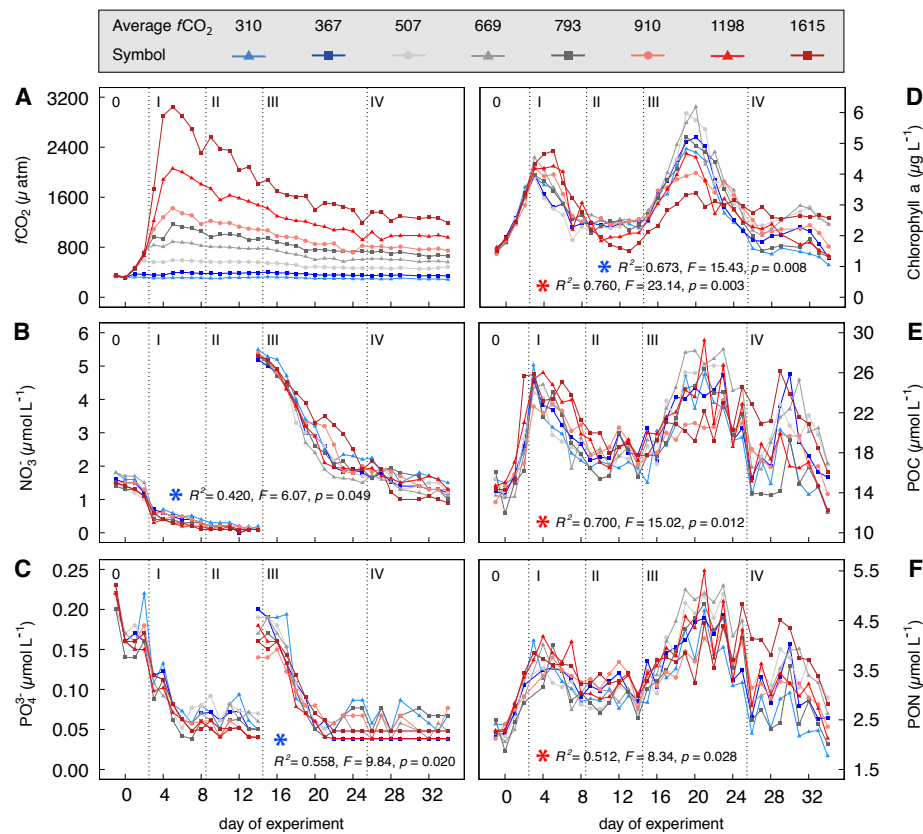 Average fCO₂ 310 367 507 669 793 910 1198 1615
Symbol
A
0 I II III IV
3200
2400
1600
800
0
fCO₂ (µ atm)
D
0 I II III IV
6
5
4
3
2
1
0
Chlorophyll a (µg L⁻¹)
* R² = 0.673, F = 15.43, p = 0.008
* R² = 0.760, F = 23.14, p = 0.003
B
0 I II III IV
6
5
4
3
2
1
0
NO₃⁻ (µmol L⁻¹)
* R² = 0.420, F = 6.07, p = 0.049
E
0 I II III IV
30
26
22
18
14
10
POC (µmol L⁻¹)
* R² = 0.700, F = 15.02, p = 0.012
C
0 I II III IV
0.25
0.20
0.15
0.10
0.05
0.00
PO₄³⁻ (µmol L⁻¹)
* R² = 0.558, F = 9.84, p = 0.020
0 4 8 12 16 20 24 28 32
day of experiment
F
0 I II III IV
5.5
4.5
3.5
2.5
1.5
PON (µmol L⁻¹)
* R² = 0.512, F = 8.34, p = 0.028
0 4 8 12 16 20 24 28 32
day of experiment